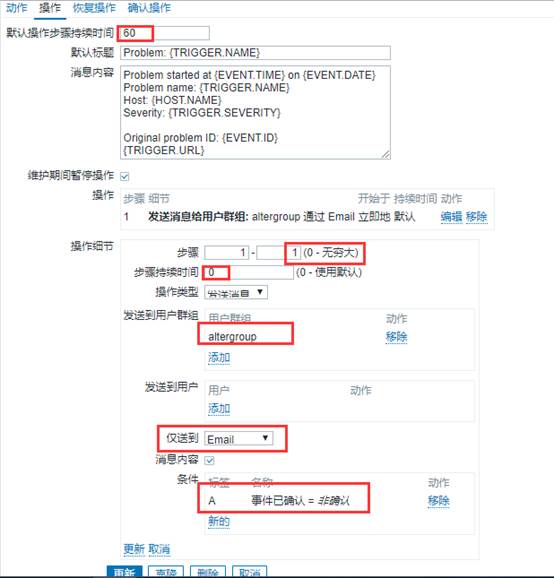 动作 操作 恢复操作 确认操作
默认操作步骤持续时间 60
默认标题 Problem: {TRIGGER.NAME}
消息内容 Problem started at {EVENT.TIME} on {EVENT.DATE}
Problem name: {TRIGGER.NAME}
Host: {HOST.NAME}
Severity: {TRIGGER.SEVERITY}
Original problem ID: {EVENT.ID}
{TRIGGER.URL}
维护期间暂停操作
操作 步骤 细节 开始于 持续时间 动作
1 发送消息给用户群组: altergroup 通过 Email 立即地 默认 编辑 移除
操作细节 步骤 1 - 1 (0 - 无穷大)
步骤持续时间 0 (0 - 使用默认)
操作类型 发送消息
发送到用户群组 用户群组 动作
altergroup 移除
添加
发送到用户 用户 动作
添加
仅送到 Email
消息内容
条件 标签 名称 动作
A 事件已确认 = 非确认 移除
新的
更新 取消
更新 克隆 删除 取消